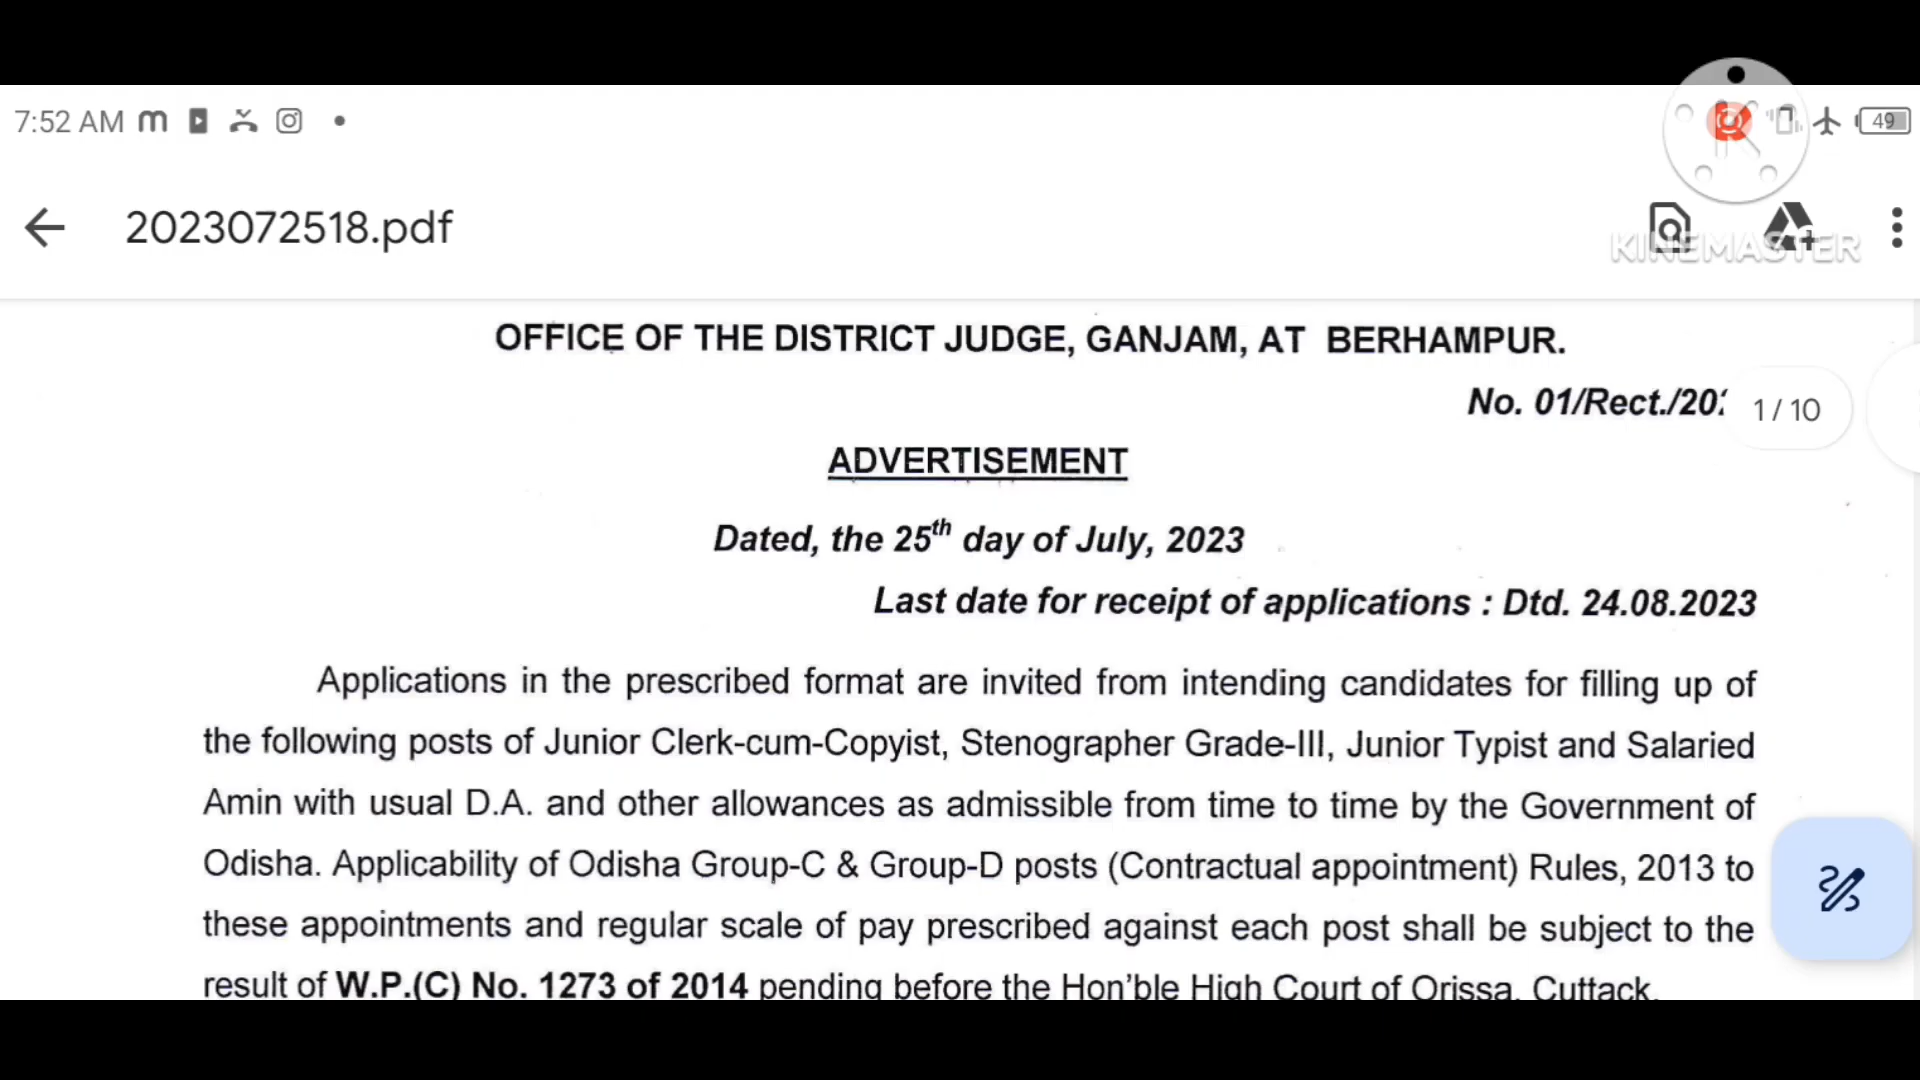 7:52 AM
49
2023072518.pdf
KINEMASTER
OFFICE OF THE DISTRICT JUDGE, GANJAM, AT BERHAMPUR.
No. 01/Rect./20
1 / 10
ADVERTISEMENT
Dated, the 25th day of July, 2023
Last date for receipt of applications : Dtd. 24.08.2023
Applications in the prescribed format are invited from intending candidates for filling up of
the following posts of Junior Clerk-cum-Copyist, Stenographer Grade-III, Junior Typist and Salaried
Amin with usual D.A. and other allowances as admissible from time to time by the Government of
Odisha. Applicability of Odisha Group-C & Group-D posts (Contractual appointment) Rules, 2013 to
these appointments and regular scale of pay prescribed against each post shall be subject to the
result of W.P.(C) No. 1273 of 2014 pending before the Hon'ble High Court of Orissa, Cuttack.